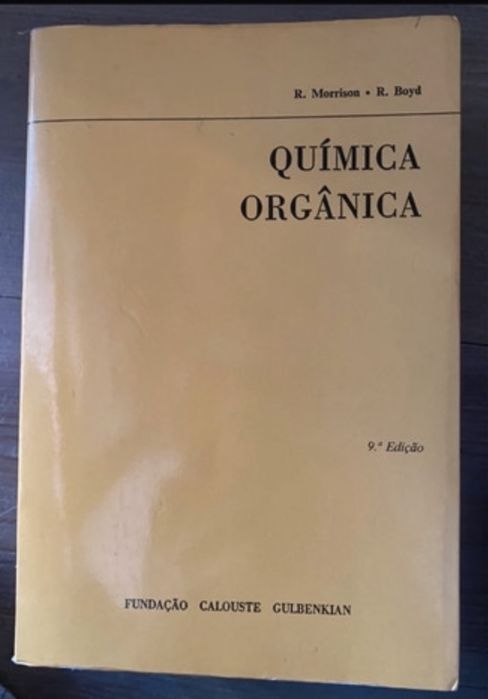 R. Morrison • R. Boyd
QUÍMICA
ORGÂNICA
9.ª Edição
FUNDAÇÃO CALOUSTE GULBENKIAN